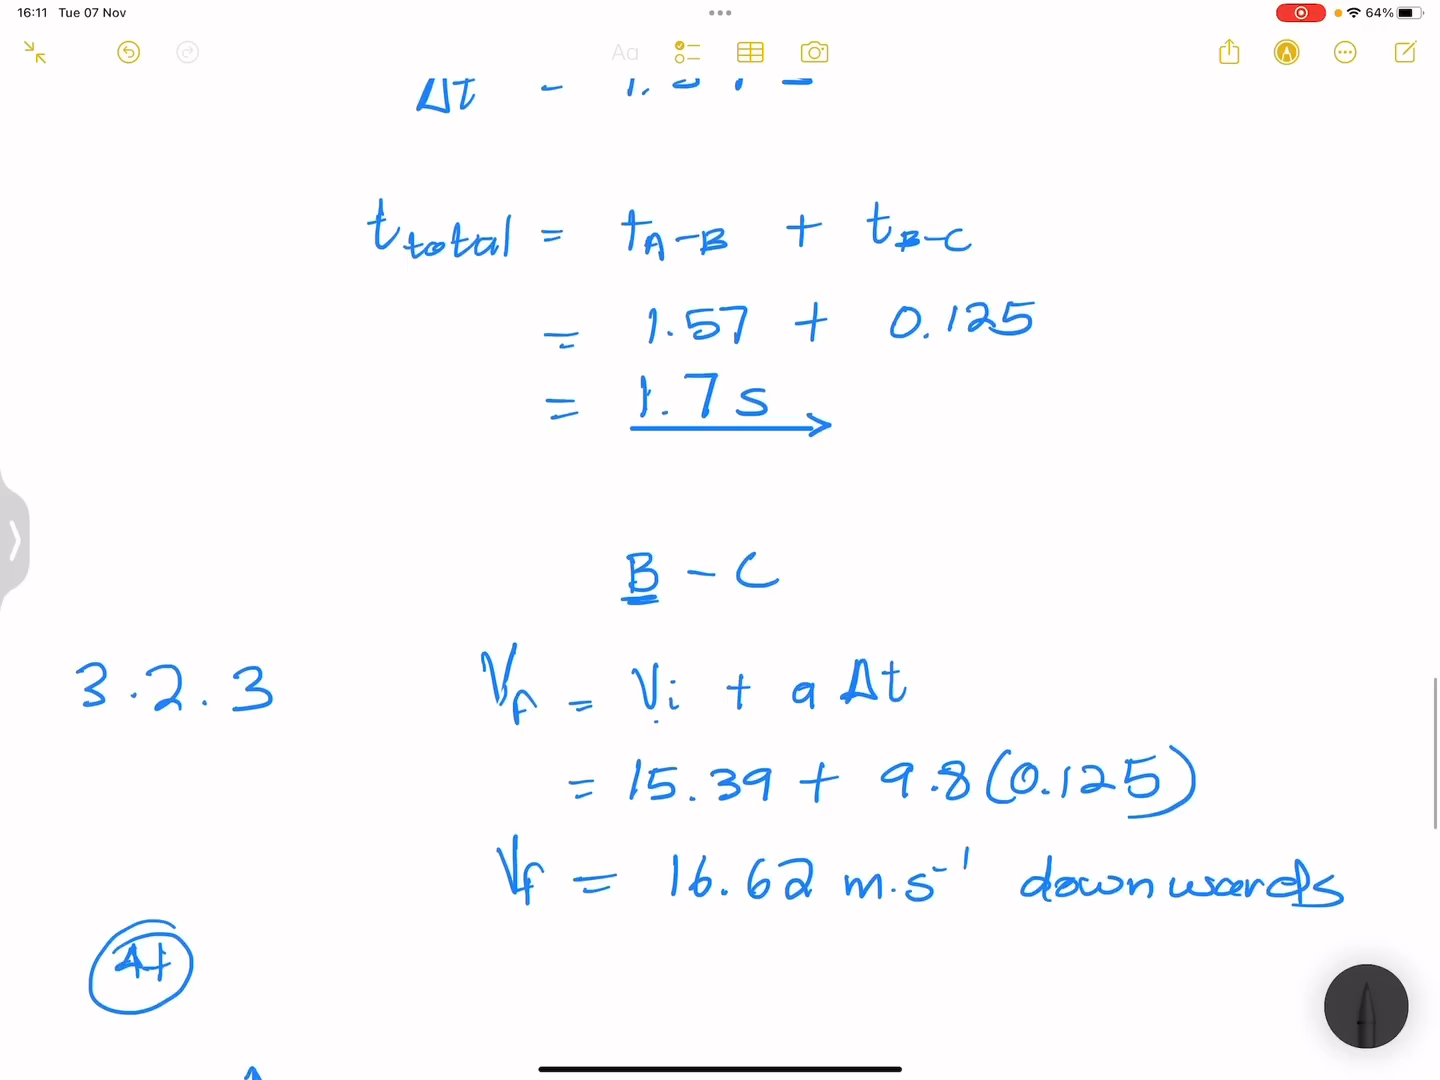 16:11 Tue 07 Nov
64%
Aa
Δt
t total = tA-B + tB-C
= 1.57 + 0.125
= 1.7 s
B - C
3.2.3 Vf = Vi + a Δt
= 15.39 + 9.8(0.125)
Vf = 16.62 m.s⁻¹ downwards